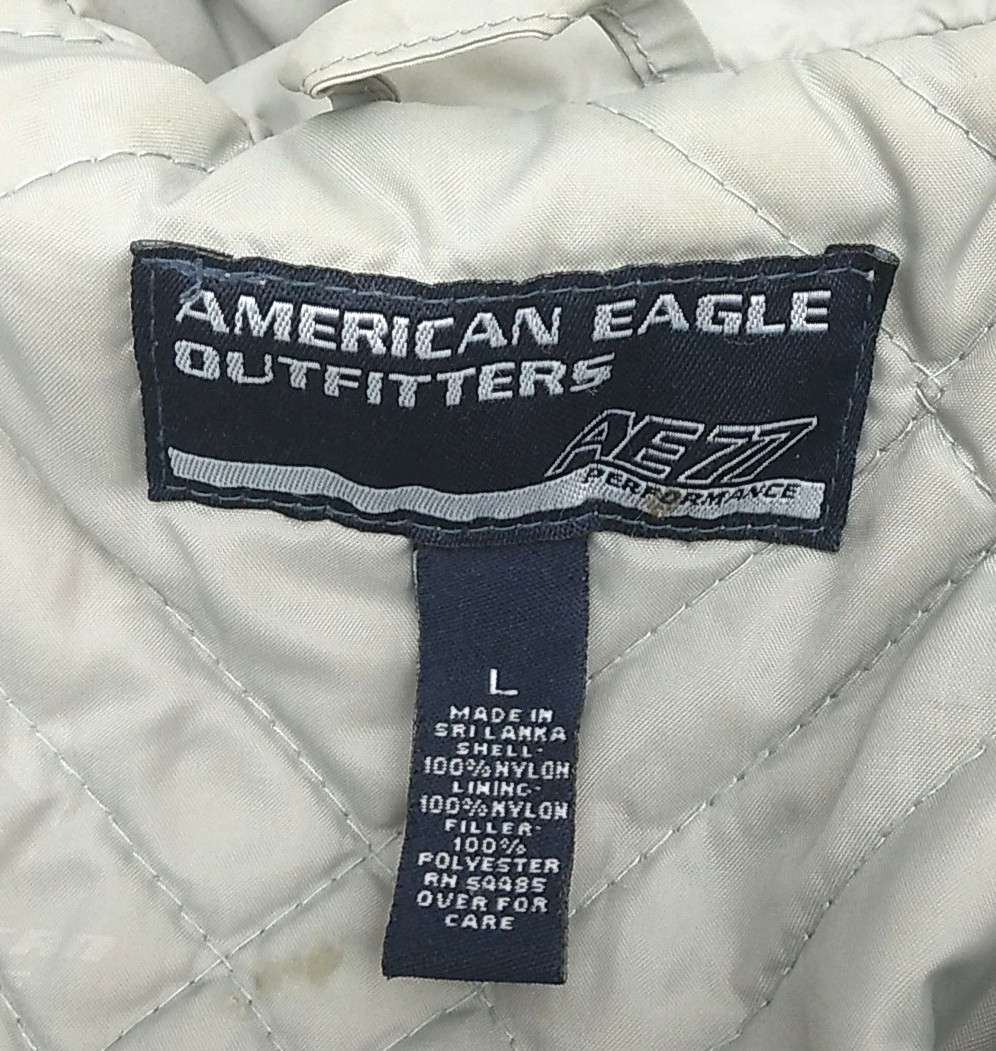 AMERICAN EAGLE
OUTFITTERS
AE77
PERFORMANCE
L
MADE IN
SRI LANKA
SHELL-
100%NYLON
LINING-
100%NYLON
FILLER-
100%
POLYESTER
RN 54485
OVER FOR
CARE